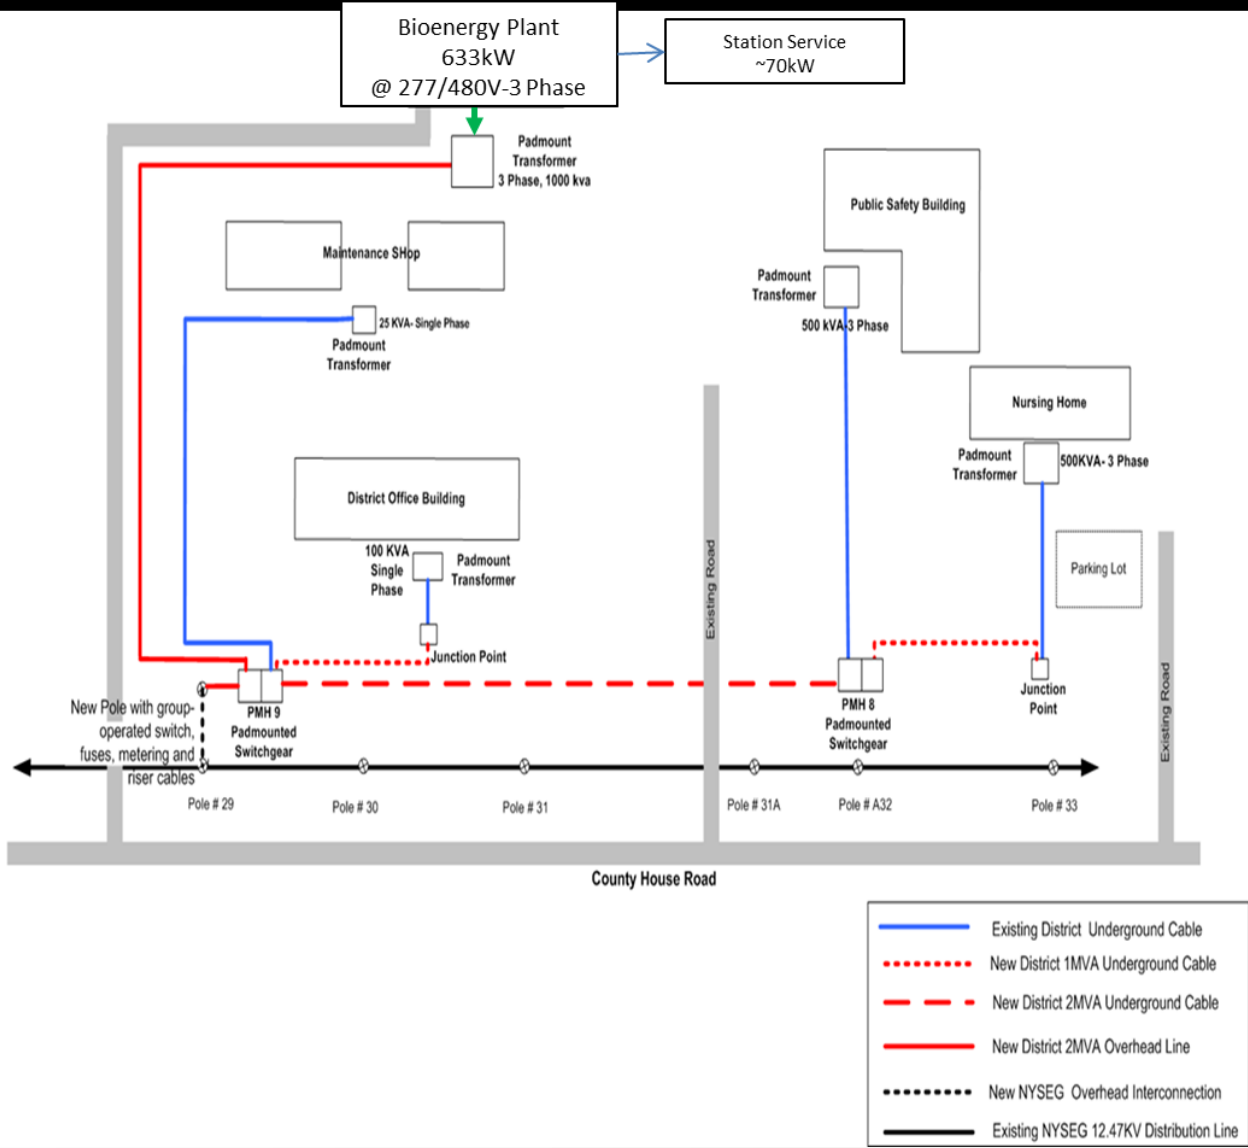 Bioenergy Plant
633kW
@ 277/480V-3 Phase
Station Service
~70kW
Padmount
Transformer
3 Phase, 1000 kva
Maintenance SHop
25 KVA- Single Phase
Padmount
Transformer
Public Safety Building
Padmount
Transformer
500 kVA-3 Phase
Nursing Home
Padmount
Transformer
500KVA- 3 Phase
Parking Lot
District Office Building
100 KVA
Single
Phase
Padmount
Transformer
Junction Point
Existing Road
Existing Road
New Pole with group-
operated switch,
fuses, metering and
riser cables
PMH 9
Padmounted
Switchgear
PMH 8
Padmounted
Switchgear
Junction
Point
Pole # 29
Pole # 30
Pole # 31
Pole # 31A
Pole # A32
Pole # 33
County House Road
Existing District Underground Cable
New District 1MVA Underground Cable
New District 2MVA Underground Cable
New District 2MVA Overhead Line
New NYSEG Overhead Interconnection
Existing NYSEG 12.47KV Distribution Line